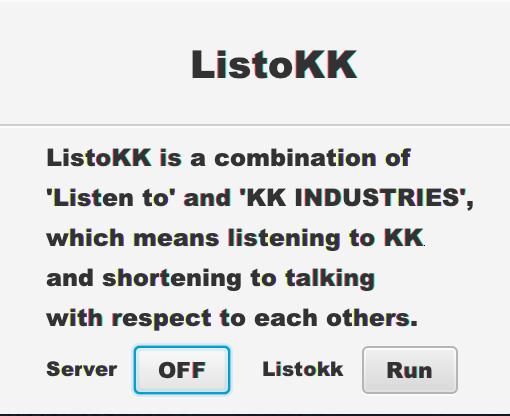 ListoKK
ListoKK is a combination of
'Listen to' and 'KK INDUSTRIES',
which means listening to KK
and shortening to talking
with respect to each others.
Server OFF Listokk Run